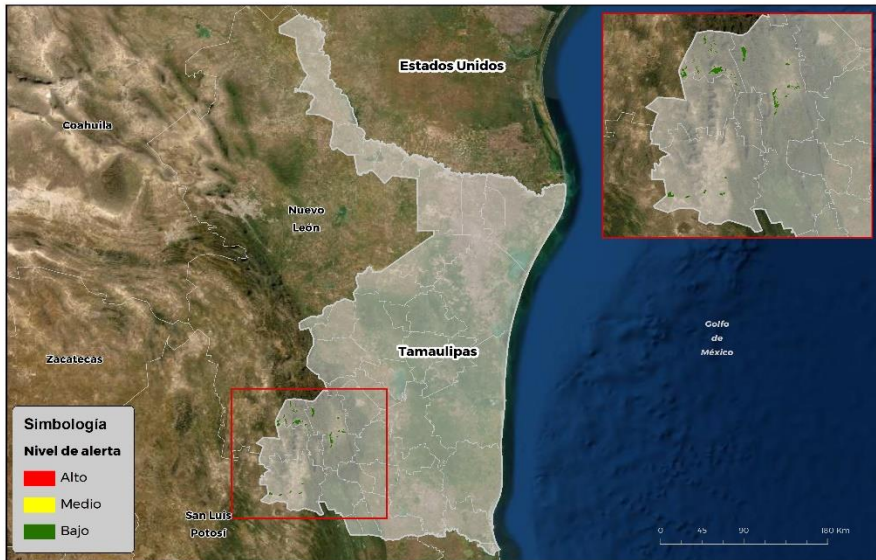 Estados Unidos
Coahuila
Nuevo
León
Golfo
de
México
Tamaulipas
Zacatecas
San Luis
Potosí
Simbología
Nivel de alerta
Alto
Medio
Bajo
0 45 90 180 Km